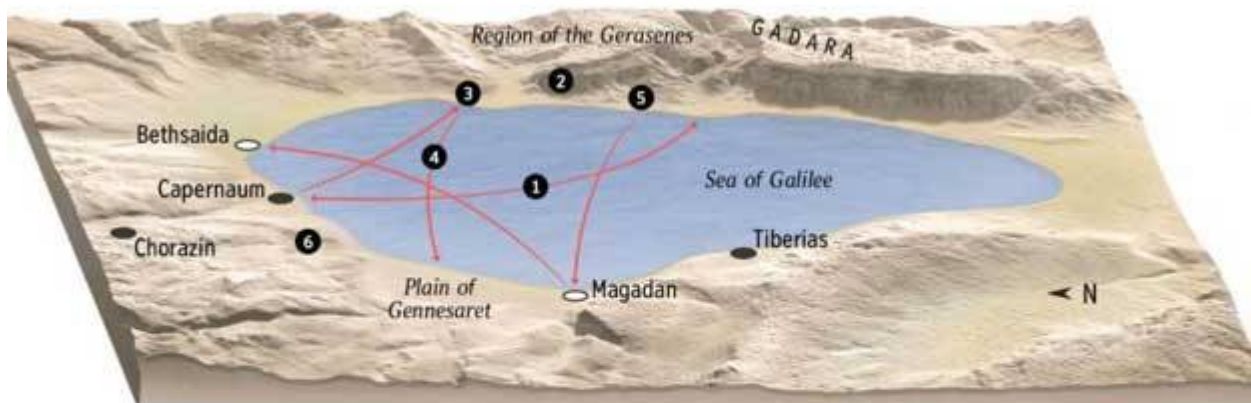 Region of the Gerasenes
GADARA
2
3
5
Bethsaida
4
Capernaum
1
Sea of Galilee
Chorazin
6
Tiberias
Plain of
Gennesaret
Magadan
N